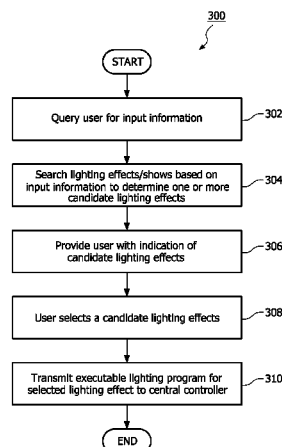 300
START
Query user for input information
302
Search lighting effects/shows based on
input information to determine one or more
candidate lighting effects
304
Provide user with indication of
candidate lighting effects
306
User selects a candidate lighting effects
308
Transmit executable lighting program for
selected lighting effect to central controller
310
END